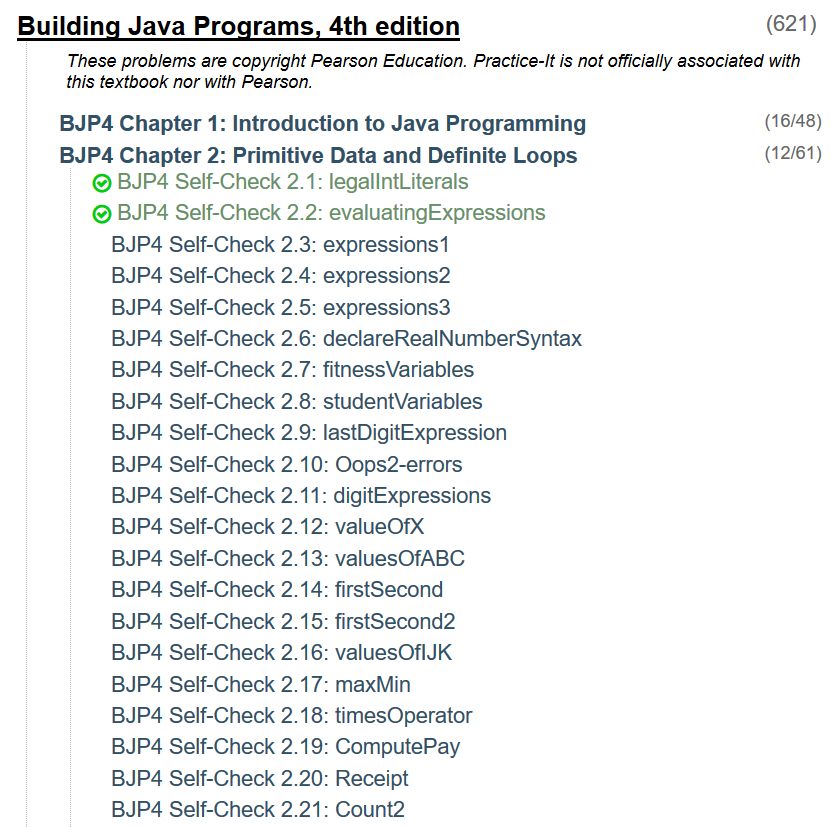 Building Java Programs, 4th edition (621)
These problems are copyright Pearson Education. Practice-It is not officially associated with
this textbook nor with Pearson.
BJP4 Chapter 1: Introduction to Java Programming (16/48)
BJP4 Chapter 2: Primitive Data and Definite Loops (12/61)
BJP4 Self-Check 2.1: legalIntLiterals
BJP4 Self-Check 2.2: evaluatingExpressions
BJP4 Self-Check 2.3: expressions1
BJP4 Self-Check 2.4: expressions2
BJP4 Self-Check 2.5: expressions3
BJP4 Self-Check 2.6: declareRealNumberSyntax
BJP4 Self-Check 2.7: fitnessVariables
BJP4 Self-Check 2.8: studentVariables
BJP4 Self-Check 2.9: lastDigitExpression
BJP4 Self-Check 2.10: Oops2-errors
BJP4 Self-Check 2.11: digitExpressions
BJP4 Self-Check 2.12: valueOfX
BJP4 Self-Check 2.13: valuesOfABC
BJP4 Self-Check 2.14: firstSecond
BJP4 Self-Check 2.15: firstSecond2
BJP4 Self-Check 2.16: valuesOfIJK
BJP4 Self-Check 2.17: maxMin
BJP4 Self-Check 2.18: timesOperator
BJP4 Self-Check 2.19: ComputePay
BJP4 Self-Check 2.20: Receipt
BJP4 Self-Check 2.21: Count2